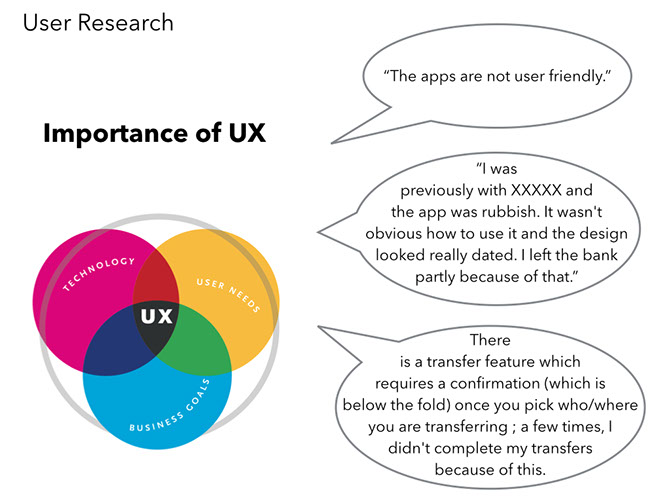 User Research
Importance of UX
TECHNOLOGY
USER NEEDS
UX
BUSINESS GOALS
“The apps are not user friendly.”
“I was
previously with XXXXX and
the app was rubbish. It wasn't
obvious how to use it and the design
looked really dated. I left the bank
partly because of that.”
There
is a transfer feature which
requires a confirmation (which is
below the fold) once you pick who/where
you are transferring ; a few times, I
didn't complete my transfers
because of this.